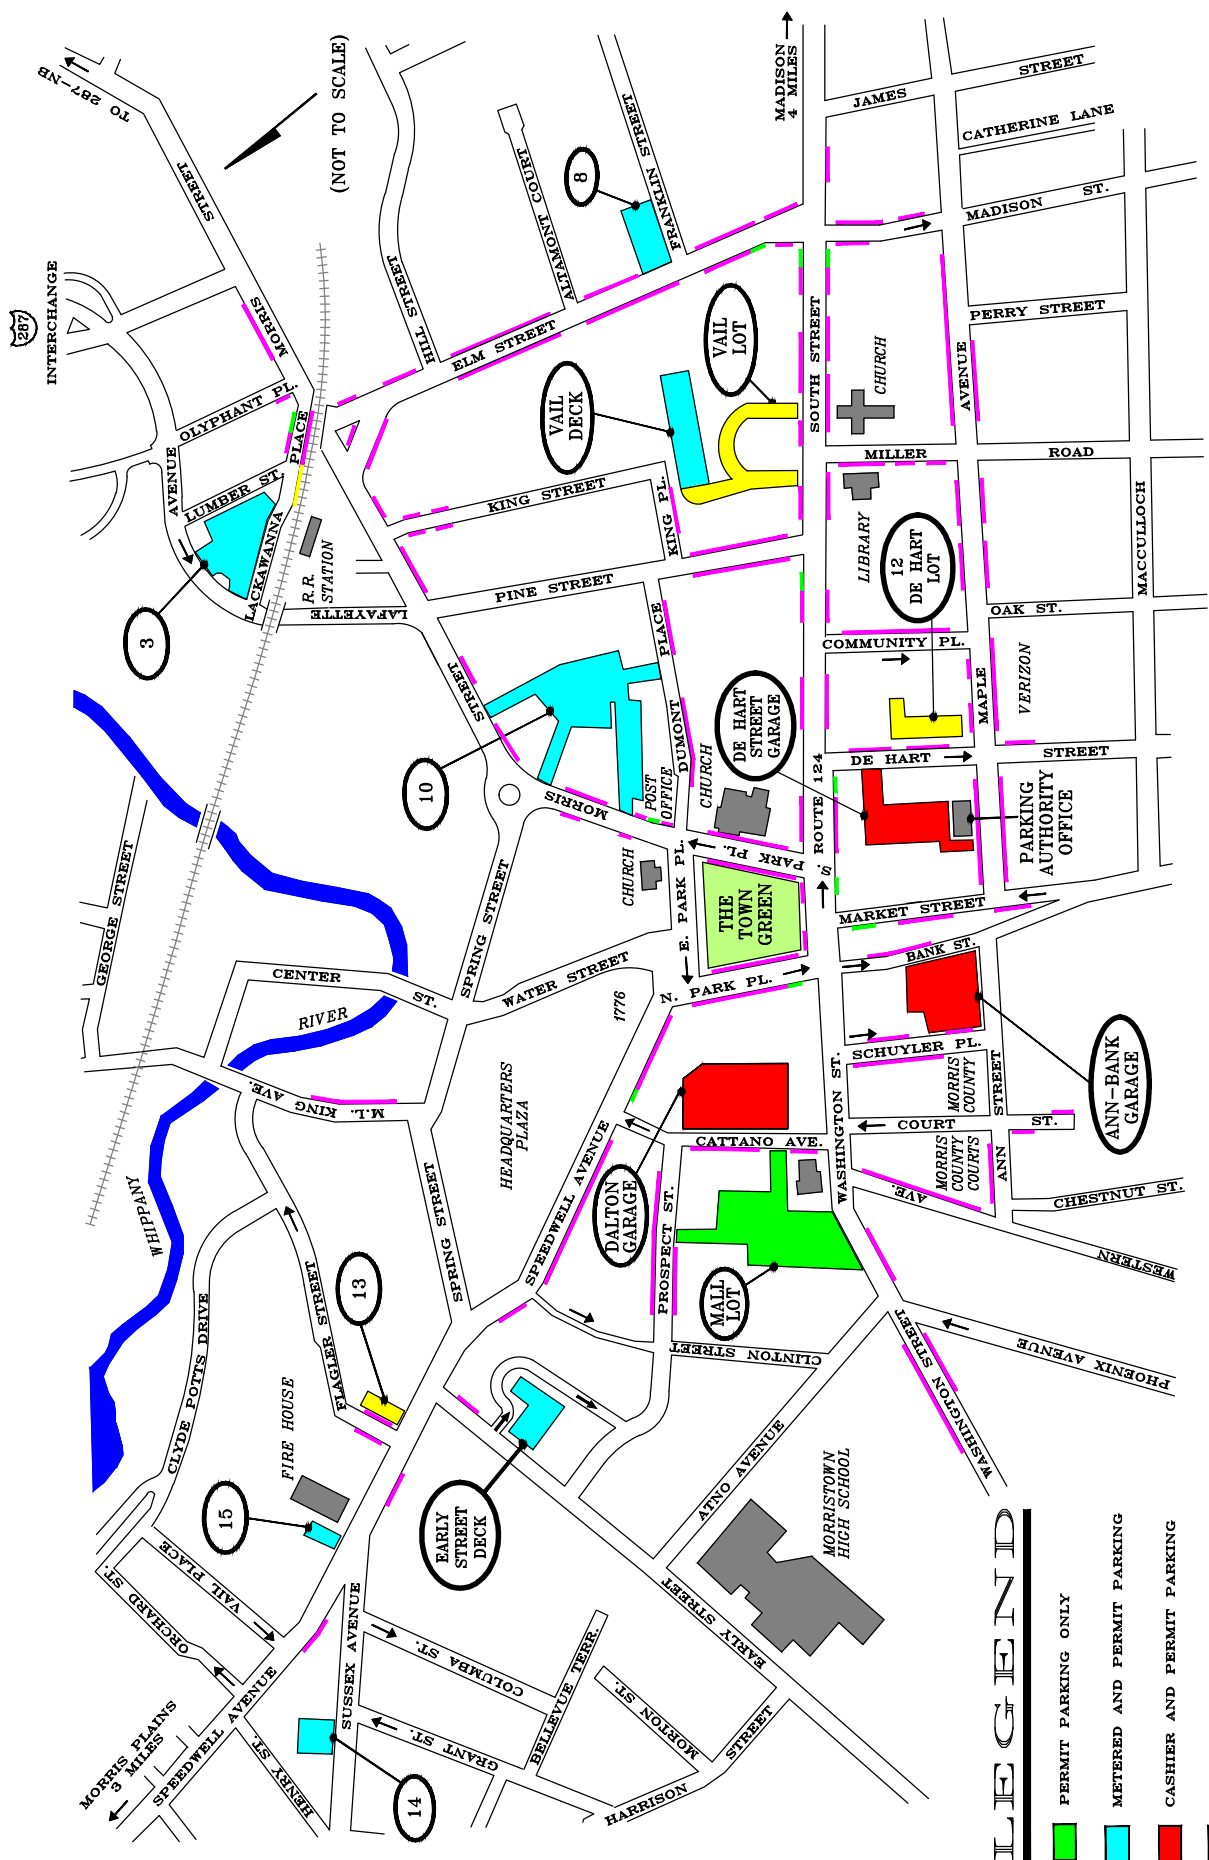 287
INTERCHANGE
TO 287-NB
MORRIS
STREET
(NOT TO SCALE)
MADISON
4 MILES
JAMES
STREET
CATHERINE LANE
MADISON
ST.
PERRY STREET
HILL STREET
ALTAMONT COURT
FRANKLIN STREET
8
ELM STREET
OLYPHANT PL.
AVENUE
LUMBER ST.
LACKAWANNA
PLACE
R.R.
STATION
LAFAYETTE
3
VAIL
DECK
VAIL
LOT
SOUTH STREET
CHURCH
AVENUE
MILLER
ROAD
KING STREET
KING PL.
PINE STREET
LIBRARY
12
DE HART
LOT
MACCULLOCH
OAK ST.
COMMUNITY PL.
MAPLE
VERIZON
STREET
10
DUMONT
PLACE
POST
OFFICE
CHURCH
DE HART
STREET
GARAGE
ROUTE 124
DE HART
STREET
PARKING
AUTHORITY
OFFICE
MORRIS
CHURCH
E. PARK PL.
S. PARK PL.
THE
TOWN
GREEN
N. PARK PL.
MARKET STREET
BANK ST.
SCHUYLER PL.
GEORGE STREET
CENTER
ST.
RIVER
SPRING STREET
WATER STREET
1776
HEADQUARTERS
PLAZA
M.L. KING AVE.
WHIPPANY
SPRING STREET
SPEEDWELL AVENUE
DALTON
GARAGE
CATTANO AVE.
WASHINGTON ST.
MORRIS
COUNTY
COURT
ST.
ANN
STREET
ANN-BANK
GARAGE
MORRIS
COUNTY
COURTS
CHESTNUT ST.
WESTERN
AVE.
PROSPECT ST.
MALL
LOT
CLINTON STREET
PHOENIX AVENUE
WASHINGTON STREET
CLYDE POTTS DRIVE
FLAGLER STREET
13
FIRE HOUSE
15
EARLY
STREET
DECK
ATNO AVENUE
MORRISTOWN
HIGH SCHOOL
EARLY STREET
VAIL PLACE
ORCHARD ST.
SUSSEX AVENUE
COLUMBA ST.
BELLEVUE TERR.
MORTON ST.
GRANT ST.
HARRISON
STREET
14
HENRY ST.
SPEEDWELL AVENUE
MORRIS PLAINS
3 MILES
LEGEND
PERMIT PARKING ONLY
METERED AND PERMIT PARKING
CASHIER AND PERMIT PARKING